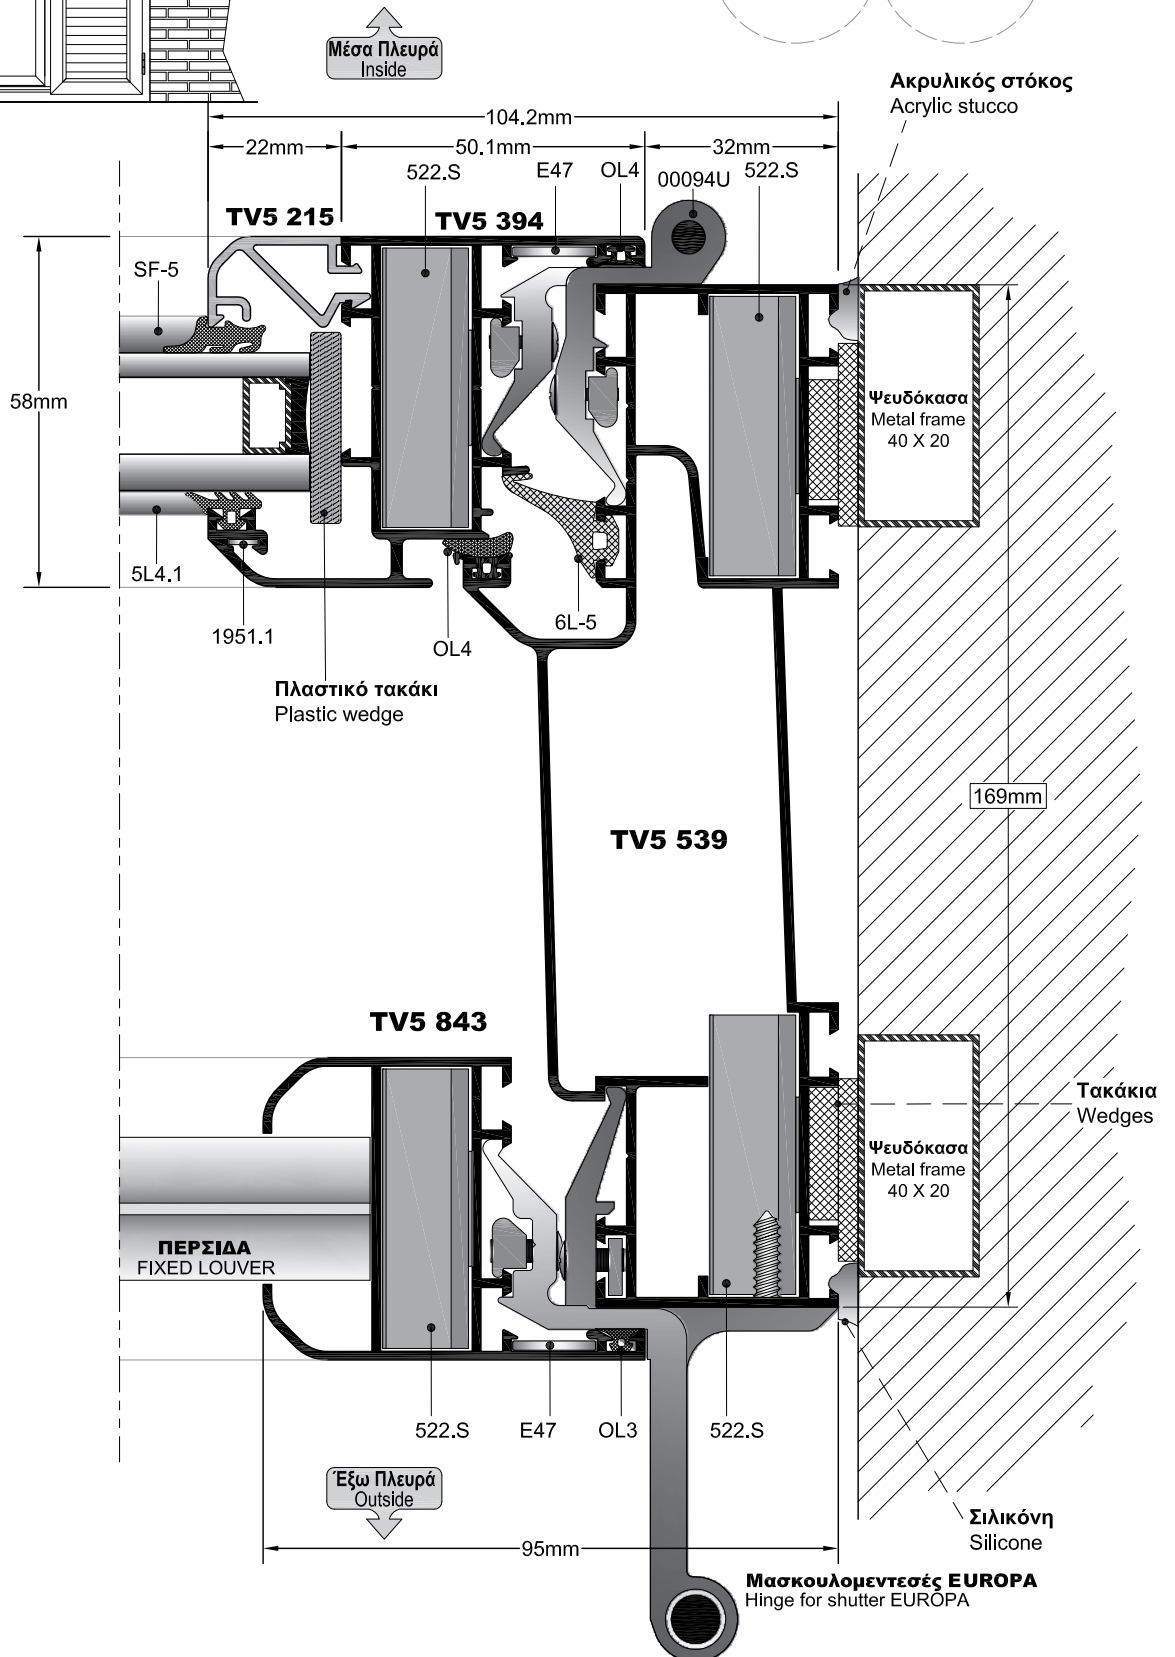 Μέσα Πλευρά
Inside
Ακρυλικός στόκος
Acrylic stucco
104.2mm
22mm
50.1mm
32mm
522.S
E47
OL4
00094U
522.S
TV5 215
TV5 394
SF-5
58mm
Ψευδόκασα
Metal frame
40 X 20
5L4.1
1951.1
OL4
6L-5
Πλαστικό τακάκι
Plastic wedge
169mm
TV5 539
TV5 843
Τακάκια
Wedges
Ψευδόκασα
Metal frame
40 X 20
ΠΕΡΣΙΔΑ
FIXED LOUVER
522.S
E47
OL3
522.S
Έξω Πλευρά
Outside
Σιλικόνη
Silicone
95mm
Μασκουλομεντεσές EUROPA
Hinge for shutter EUROPA